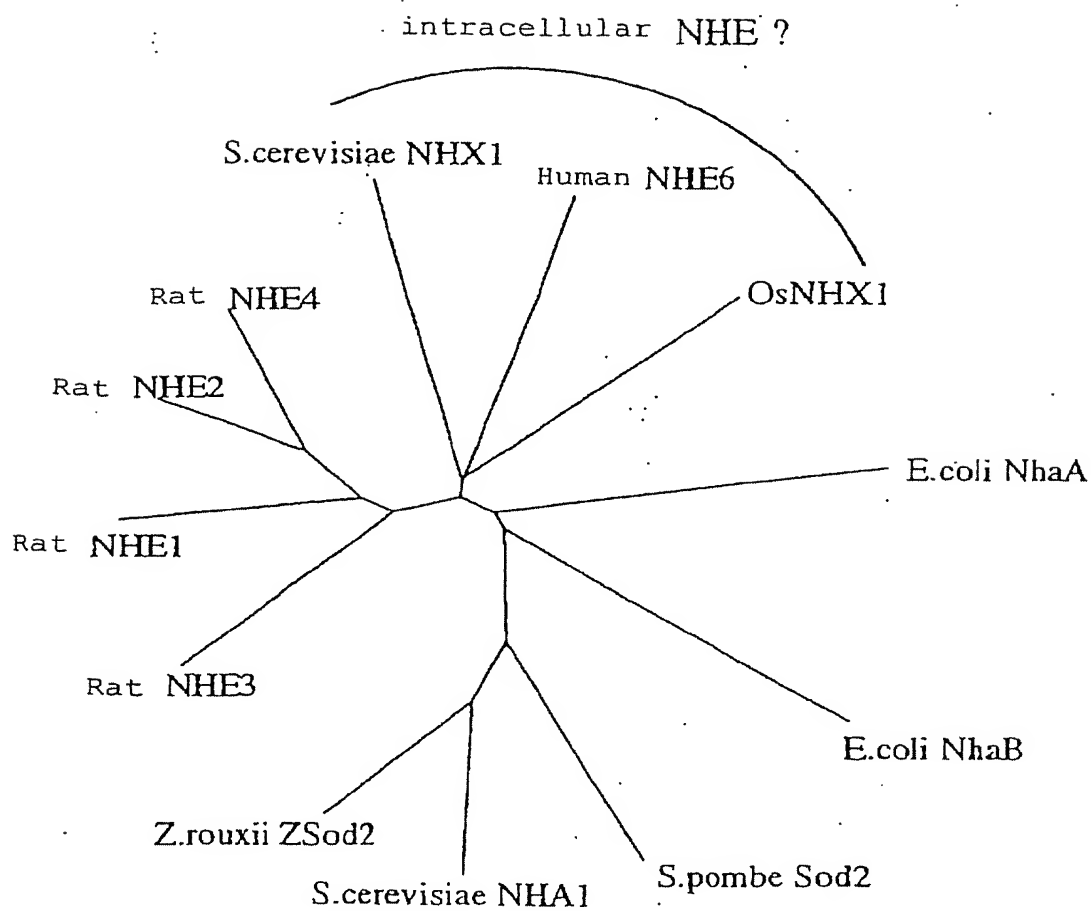 intracellular NHE ?
S.cerevisiae NHX1
Human NHE6
Rat NHE4
OsNHX1
Rat NHE2
E.coli NhaA
Rat NHE1
Rat NHE3
E.coli NhaB
Z.rouxii ZSod2
S.pombe Sod2
S.cerevisiae NHA1